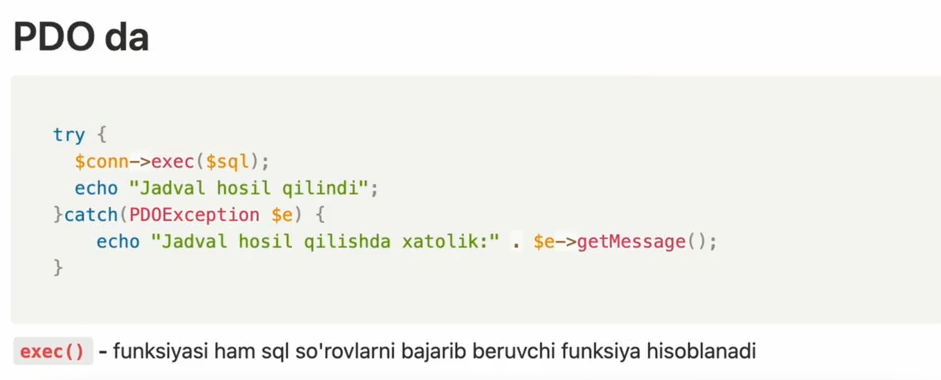 PDO da
try {
$conn->exec($sql);
echo "Jadval hosil qilindi";
}catch(PDOException $e) {
echo "Jadval hosil qilishda xatolik:" . $e->getMessage();
}
exec() - funksiyasi ham sql so'rovlarni bajarib beruvchi funksiya hisoblanadi